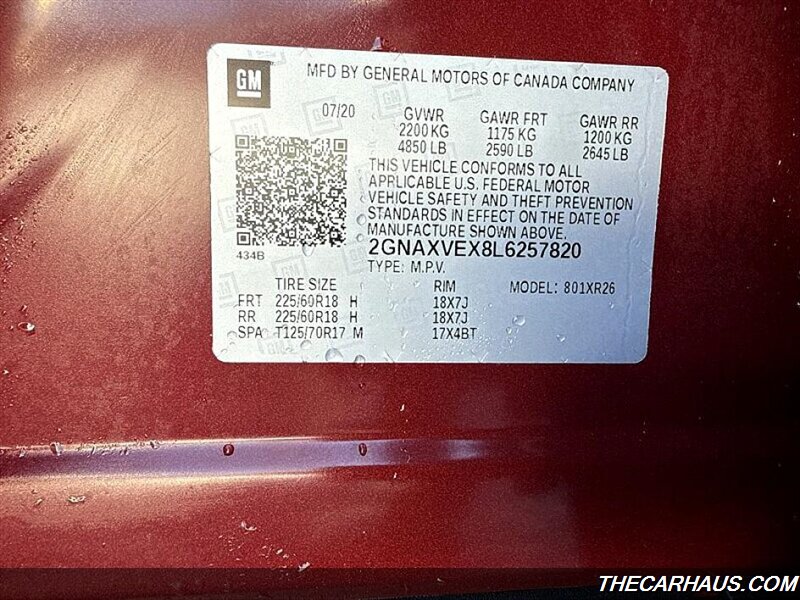 GM
MFD BY GENERAL MOTORS OF CANADA COMPANY
07/20 GVWR GAWR FRT GAWR RR
2200 KG 1175 KG 1200 KG
4850 LB 2590 LB 2645 LB
THIS VEHICLE CONFORMS TO ALL
APPLICABLE U.S. FEDERAL MOTOR
VEHICLE SAFETY AND THEFT PREVENTION
STANDARDS IN EFFECT ON THE DATE OF
MANUFACTURE SHOWN ABOVE.
434B
2GNAXVEX8L6257820
TYPE: M.P.V.
TIRE SIZE RIM MODEL: 801XR26
FRT 225/60R18 H 18X7J
RR 225/60R18 H 18X7J
SPA T125/70R17 M 17X4BT
THECARHAUS.COM